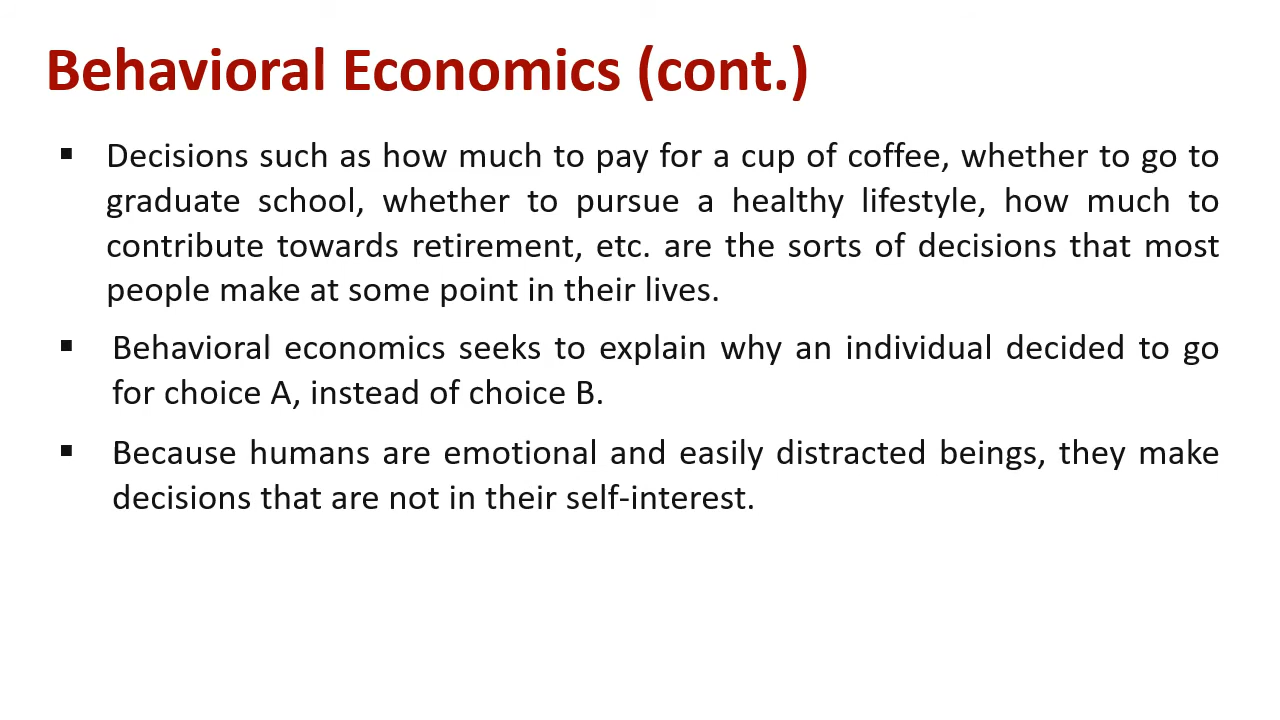 Behavioral Economics (cont.)
▪ Decisions such as how much to pay for a cup of coffee, whether to go to
graduate school, whether to pursue a healthy lifestyle, how much to
contribute towards retirement, etc. are the sorts of decisions that most
people make at some point in their lives.
▪ Behavioral economics seeks to explain why an individual decided to go
for choice A, instead of choice B.
▪ Because humans are emotional and easily distracted beings, they make
decisions that are not in their self-interest.